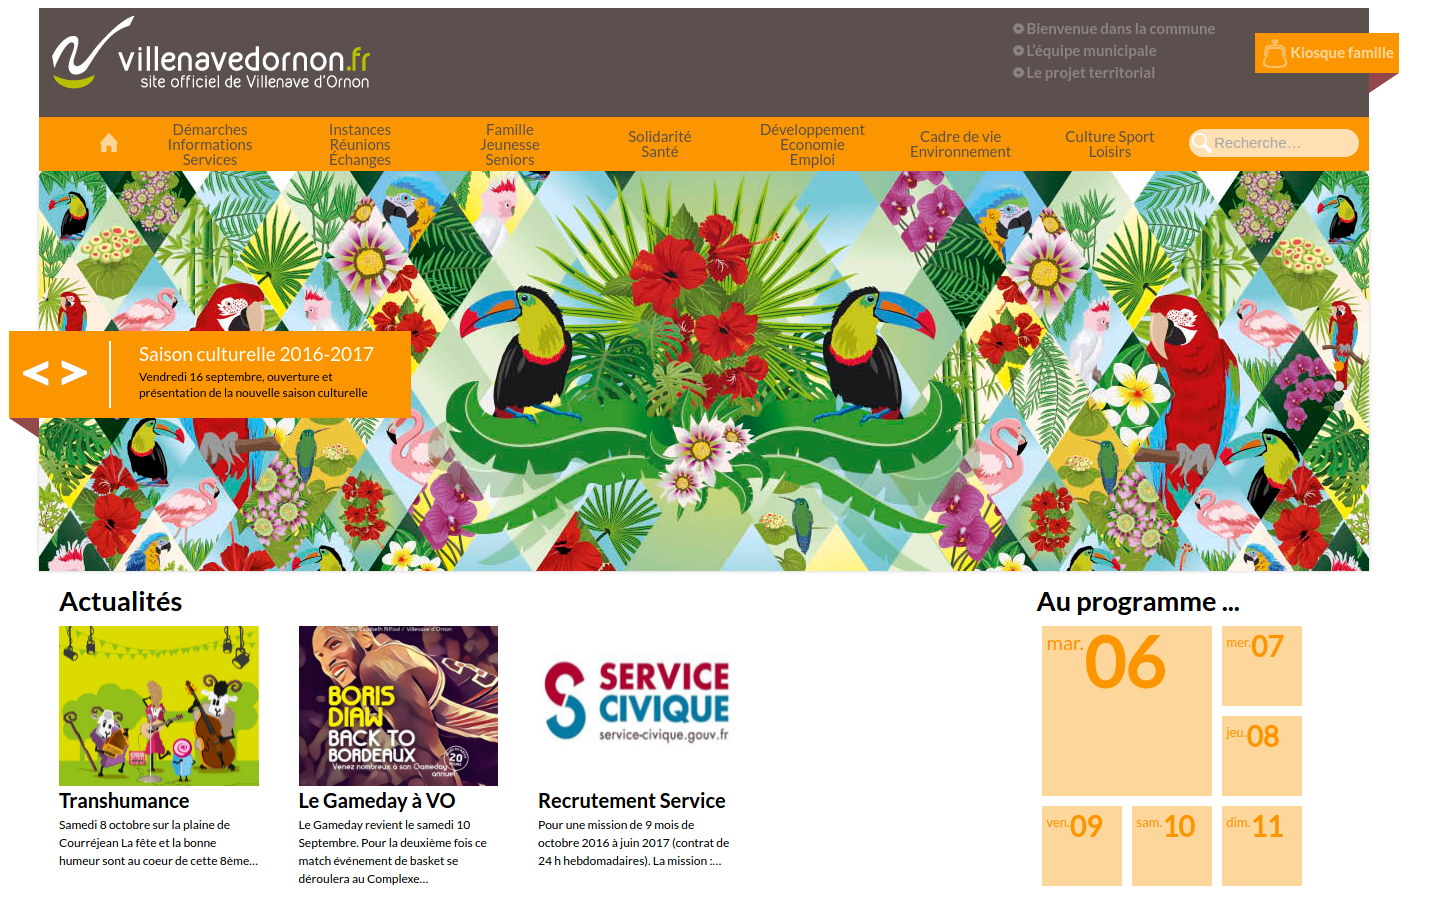 villenavedornon.fr
site officiel de Villenave d'Ornon
Bienvenue dans la commune
L'équipe municipale
Le projet territorial
Kiosque famille
Démarches
Informations
Services
Instances
Réunions
Échanges
Famille
Jeunesse
Seniors
Solidarité
Santé
Développement
Economie
Emploi
Cadre de vie
Environnement
Culture Sport
Loisirs
Recherche…
< >
Saison culturelle 2016-2017
Vendredi 16 septembre, ouverture et
présentation de la nouvelle saison culturelle
Actualités
BORIS
DIAW
BACK TO
BORDEAUX
Venez nombreux à son Gameday
annuel
20
SERVICE
CIVIQUE
service-civique.gouv.fr
Transhumance
Samedi 8 octobre sur la plaine de
Courréjean La fête et la bonne
humeur sont au coeur de cette 8ème…
Le Gameday à VO
Le Gameday revient le samedi 10
Septembre. Pour la deuxième fois ce
match événement de basket se
déroulera au Complexe…
Recrutement Service
Pour une mission de 9 mois de
octobre 2016 à juin 2017 (contrat de
24 h hebdomadaires). La mission :…
Au programme ...
mar. 06
mer. 07
jeu. 08
ven. 09
sam. 10
dim. 11